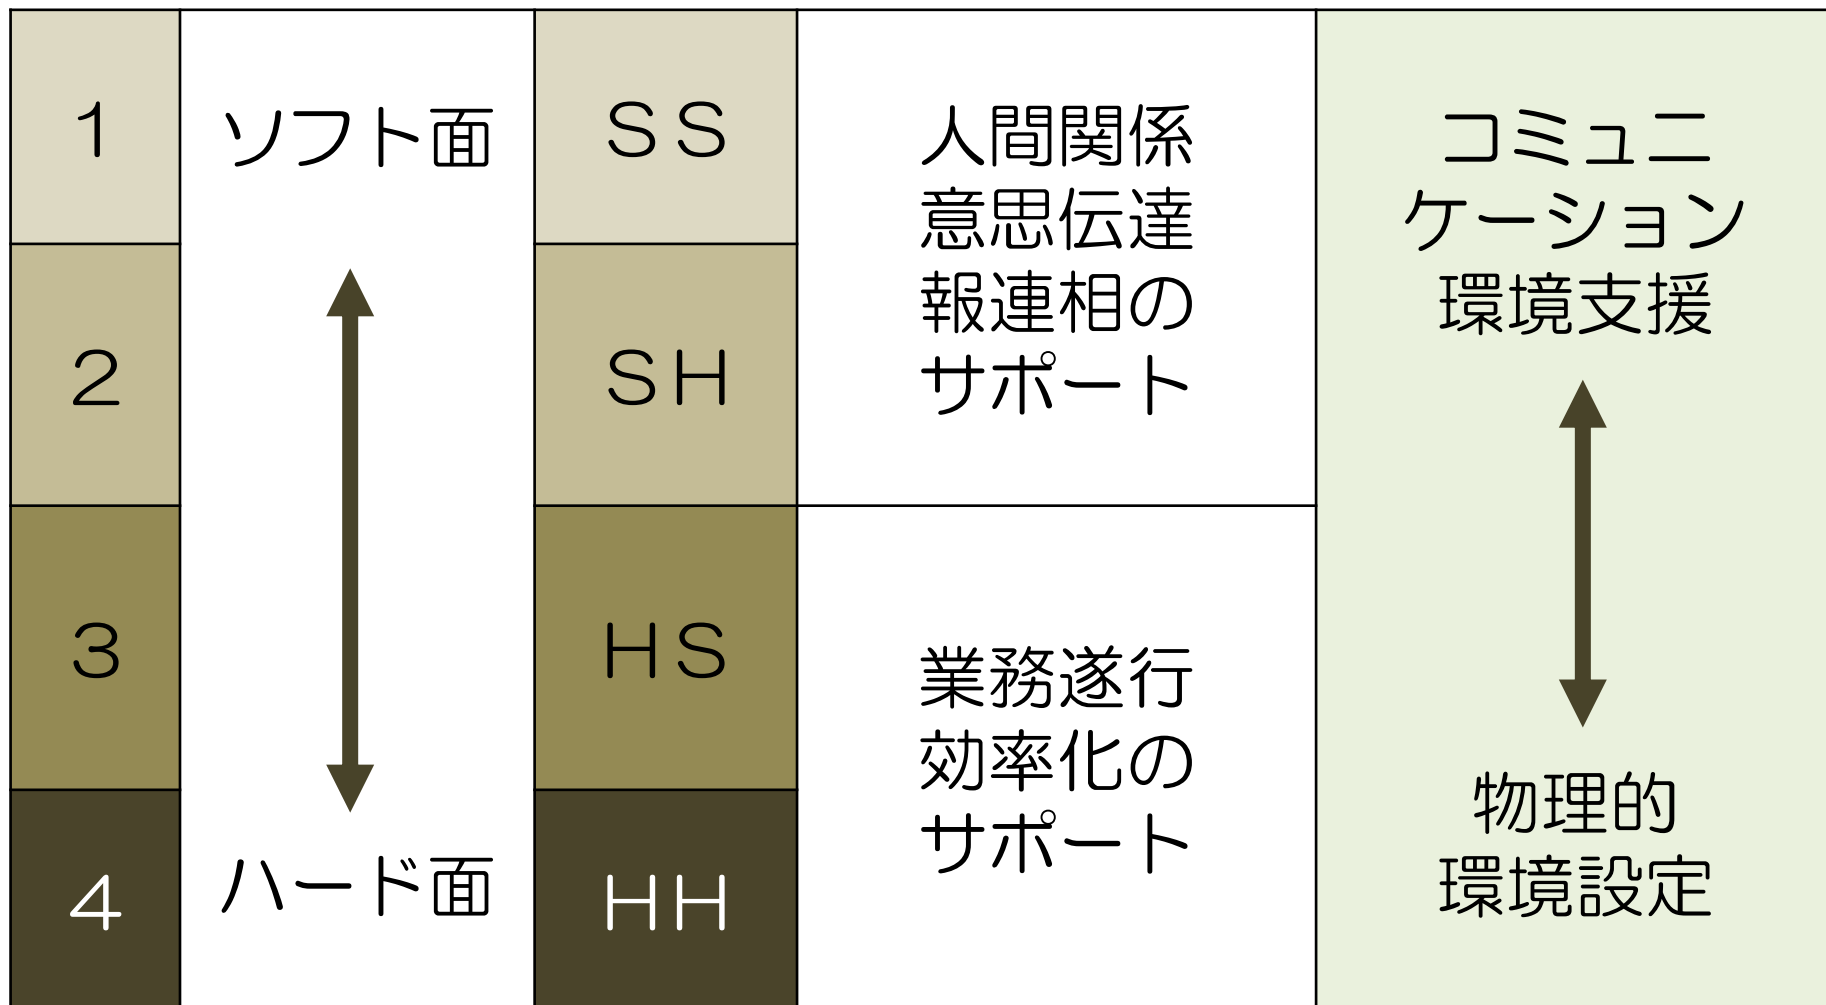 1
ソフト面
SS
人間関係
意思伝達
報連相の
サポート
コミュニ
ケーション
環境支援
2
SH
3
HS
業務遂行
効率化の
サポート
物理的
環境設定
4
ハード面
HH